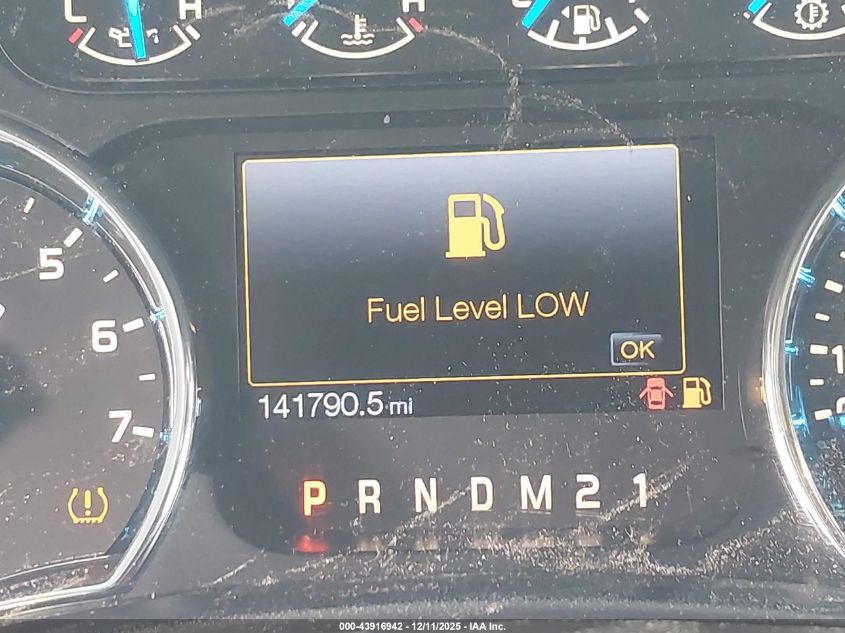 L H H
5
6
7
Fuel Level LOW
OK
141790.5 mi
P R N D M 2 1
000-43916942 - 12/11/2025 - IAA Inc.